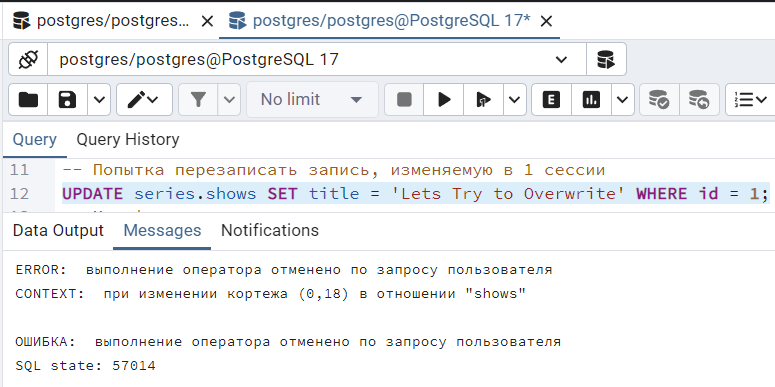 postgres/postgres... × postgres/postgres@PostgreSQL 17* ×
postgres/postgres@PostgreSQL 17
No limit E
Query Query History
11 -- Попытка перезаписать запись, изменяемую в 1 сессии
12 UPDATE series.shows SET title = 'Lets Try to Overwrite' WHERE id = 1;
Data Output Messages Notifications
ERROR:  выполнение оператора отменено по запросу пользователя
CONTEXT:  при изменении кортежа (0,18) в отношении "shows"
ОШИБКА:  выполнение оператора отменено по запросу пользователя
SQL state: 57014